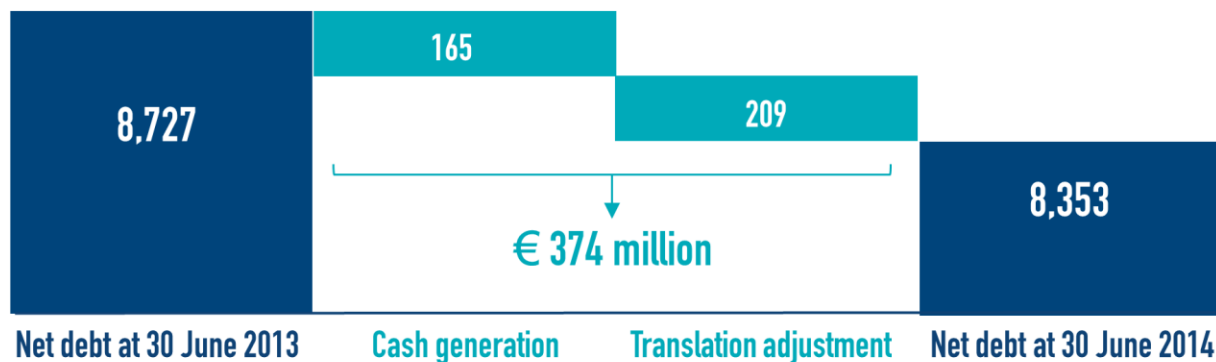 165
8,727
209
8,353
€ 374 million
Net debt at 30 June 2013
Cash generation
Translation adjustment
Net debt at 30 June 2014